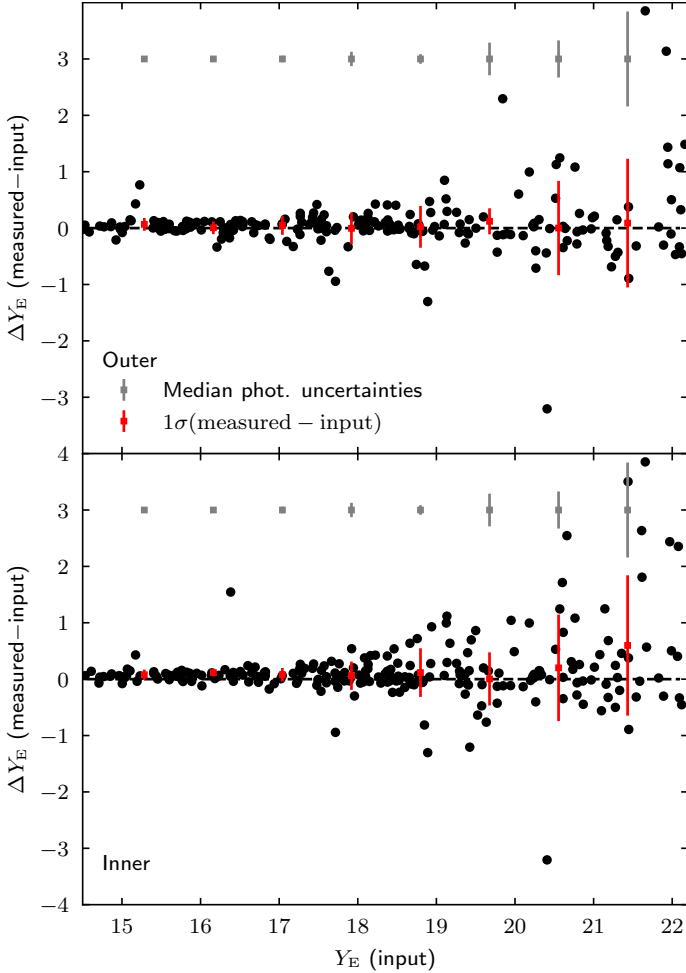 3
2
1
0
−1
−2
−3
ΔY_E (measured−input)
Outer
Median phot. uncertainties
1σ(measured − input)
4
3
2
1
0
−1
−2
−3
−4
ΔY_E (measured−input)
Inner
15 16 17 18 19 20 21 22
Y_E (input)